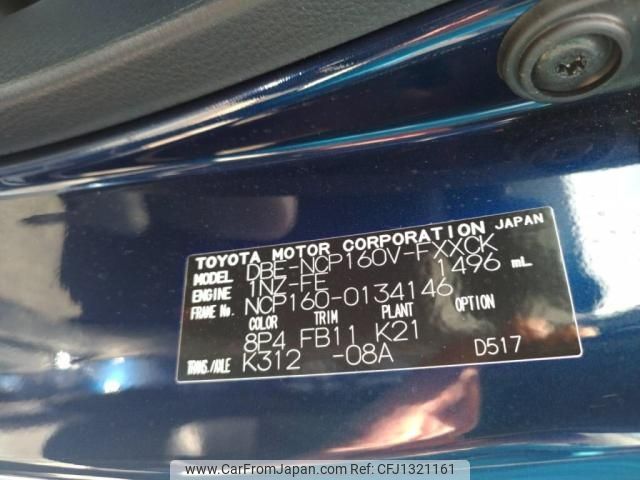 TOYOTA MOTOR CORPORATION JAPAN
MODEL DBE-NCP160V-FXXCK
ENGINE 1NZ-FE 1496 mL
FRAME No. NCP160-0134146
COLOR TRIM PLANT OPTION
8P4 FB11 K21
TRANS./AXLE K312 -08A D517
www.CarFromJapan.com - CFJ1321161